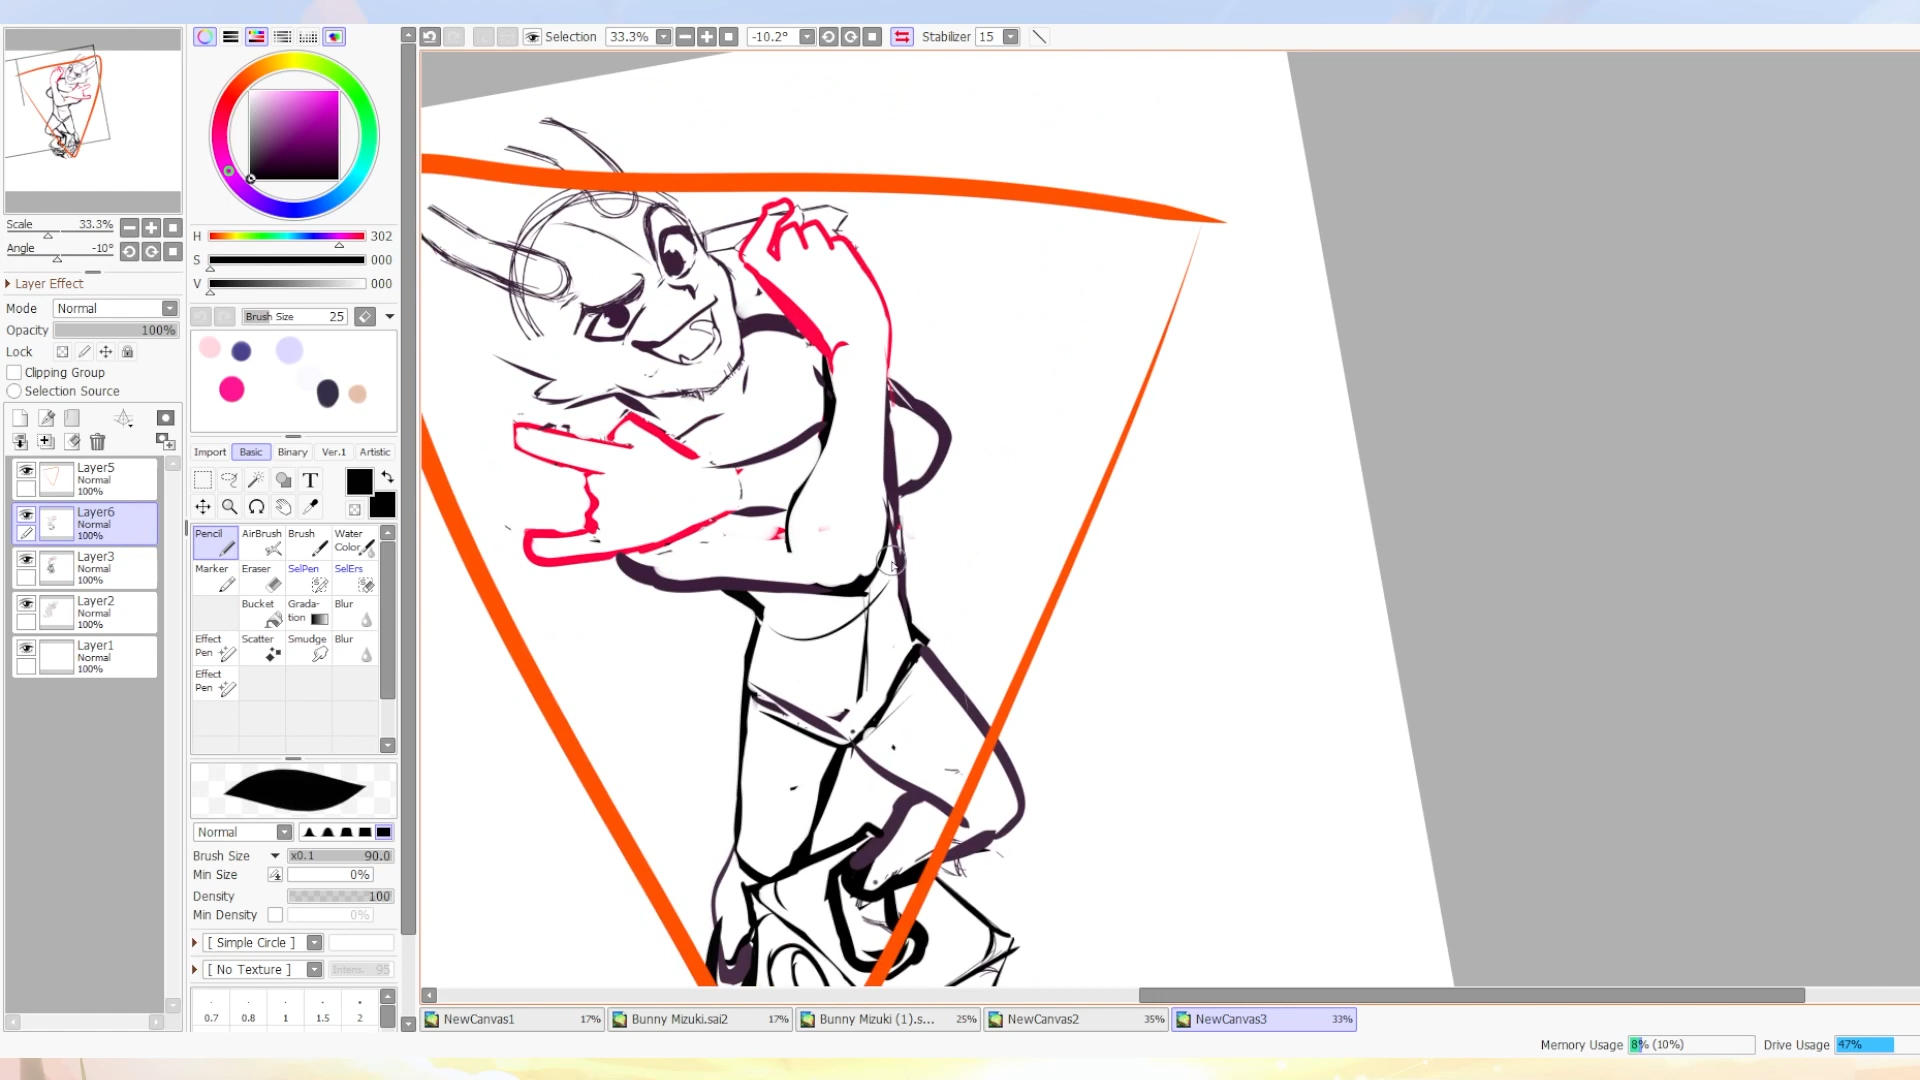 Selection 33.3% -10.2° Stabilizer 15
Scale 33.3%
Angle -10°
Layer Effect
Mode Normal
Opacity 100%
Lock
Clipping Group
Selection Source
Layer5
Normal
100%
Layer6
Normal
100%
Layer3
Normal
100%
Layer2
Normal
100%
Layer1
Normal
100%
H 302
S 000
V 000
Brush Size 25
Import Basic Binary Ver.1 Artistic
T
Pencil AirBrush Brush Water Color
Marker Eraser SelPen SelErs
Bucket Grada-tion Blur
Effect Pen Scatter Smudge Blur
Effect Pen
Normal
Brush Size x0.1 90.0
Min Size 0%
Density 100
Min Density 0%
[ Simple Circle ]
[ No Texture ] Intens. 95
0.7 0.8 1 1.5 2
NewCanvas1 17% Bunny Mizuki.sai2 17% Bunny Mizuki (1).s... 25% NewCanvas2 35% NewCanvas3 33%
Memory Usage 8% (10%) Drive Usage 47%